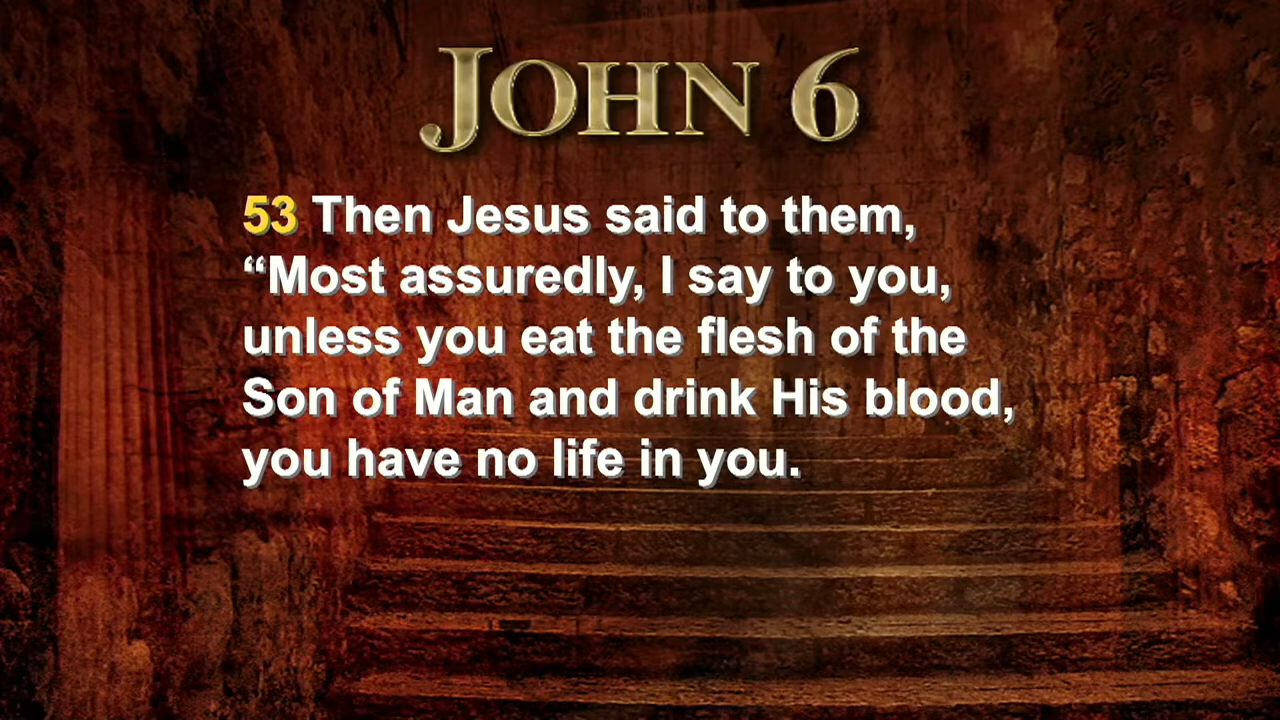 JOHN 6
53 Then Jesus said to them,
“Most assuredly, I say to you,
unless you eat the flesh of the
Son of Man and drink His blood,
you have no life in you.